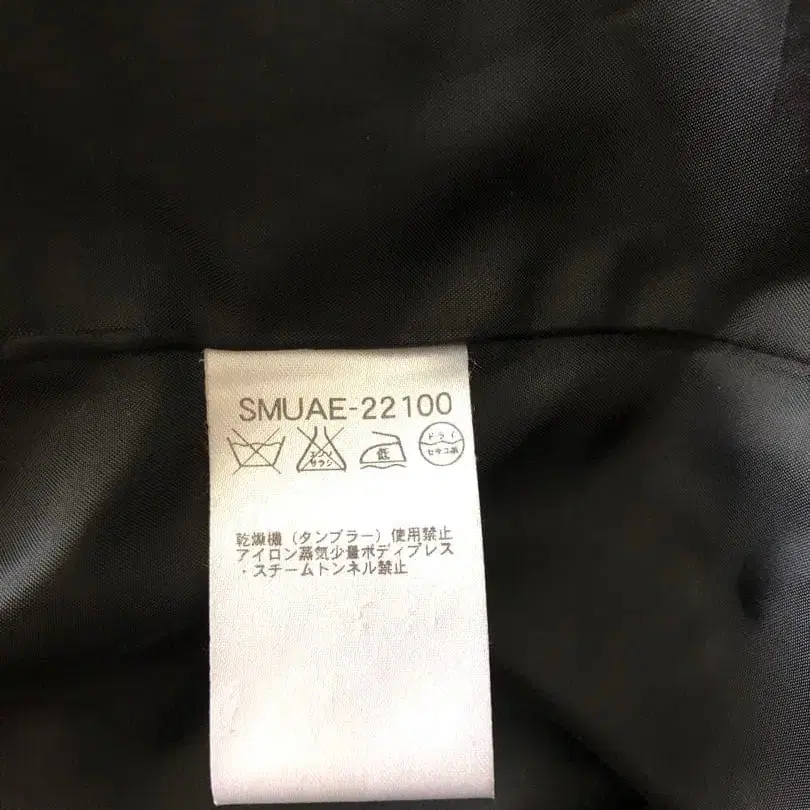 SMUAE-22100
エンソ
サラシ
低
ドライ
セキユ系
乾燥機（タンブラー）使用禁止
アイロン蒸気少量ボディプレス
・スチームトンネル禁止